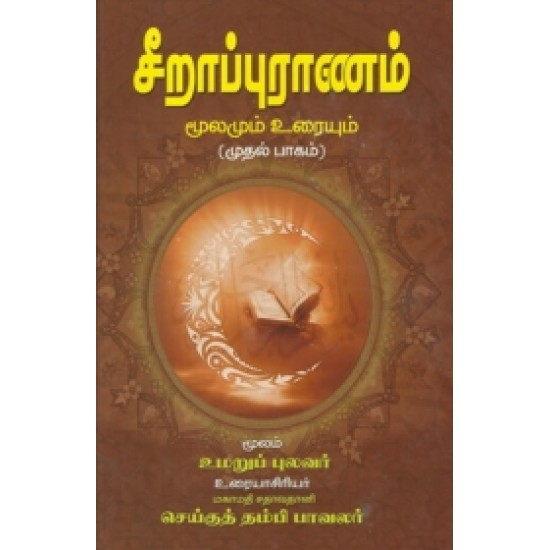 சீறாப்புராணம்
மூலமும் உரையும்
(முதல் பாகம்)
மூலம்
உமறுப் புலவர்
உரையாசிரியர்
மகாமதி சதாவதானி
செய்குத் தம்பி பாவலர்